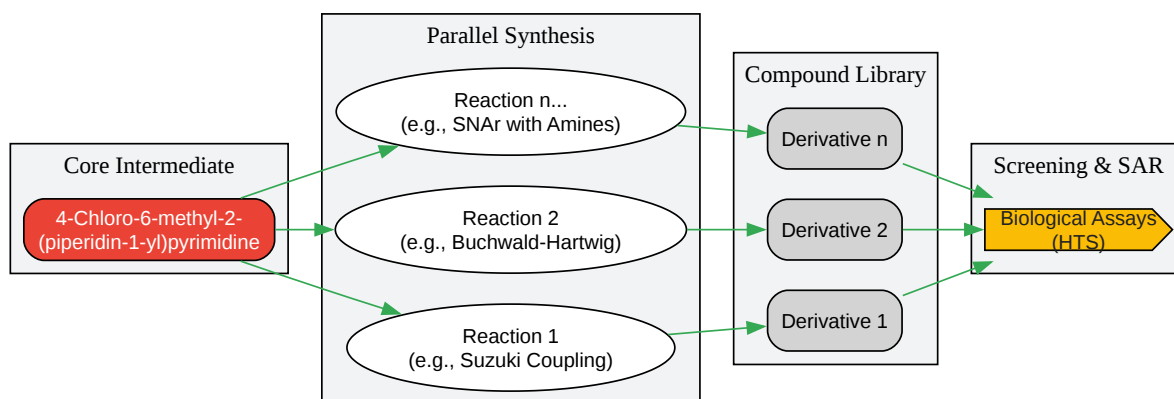 Core Intermediate
4-Chloro-6-methyl-2-
(piperidin-1-yl)pyrimidine
Parallel Synthesis
Reaction n...
(e.g., SNAr with Amines)
Reaction 2
(e.g., Buchwald-Hartwig)
Reaction 1
(e.g., Suzuki Coupling)
Compound Library
Derivative n
Derivative 2
Derivative 1
Screening & SAR
Biological Assays
(HTS)